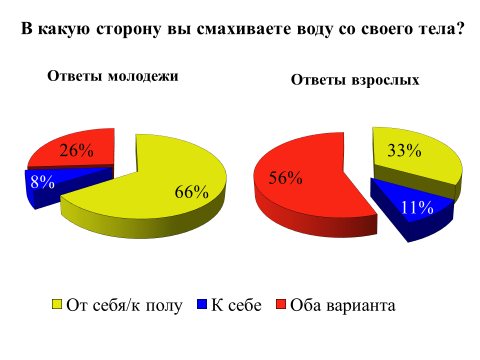 В какую сторону вы смахиваете воду со своего тела?
Ответы молодежи
Ответы взрослых
26%
8%
66%
33%
56%
11%
От себя/к полу
К себе
Оба варианта